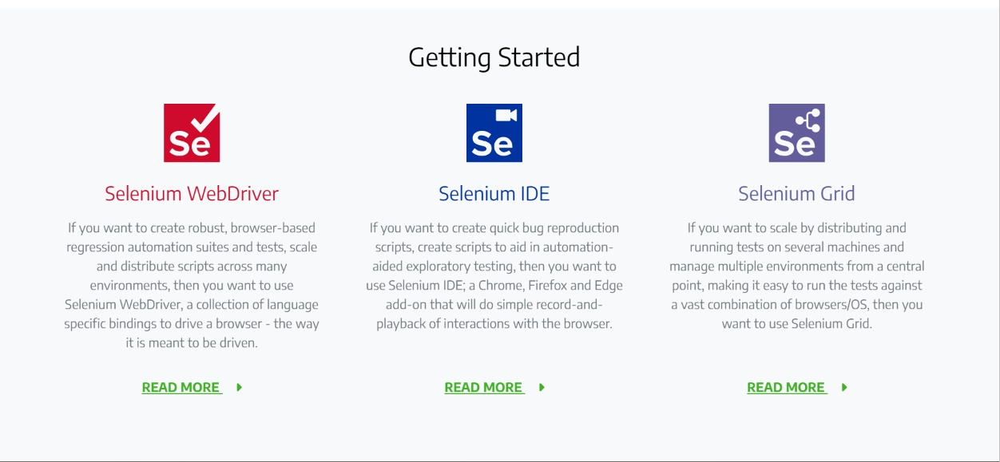 Getting Started
Se
Selenium WebDriver
If you want to create robust, browser-based
regression automation suites and tests, scale
and distribute scripts across many
environments, then you want to use
Selenium WebDriver, a collection of language
specific bindings to drive a browser - the way
it is meant to be driven.
READ MORE
Se
Selenium IDE
If you want to create quick bug reproduction
scripts, create scripts to aid in automation-
aided exploratory testing, then you want to
use Selenium IDE; a Chrome, Firefox and Edge
add-on that will do simple record-and-
playback of interactions with the browser.
READ MORE
Se
Selenium Grid
If you want to scale by distributing and
running tests on several machines and
manage multiple environments from a central
point, making it easy to run the tests against
a vast combination of browsers/OS, then you
want to use Selenium Grid.
READ MORE